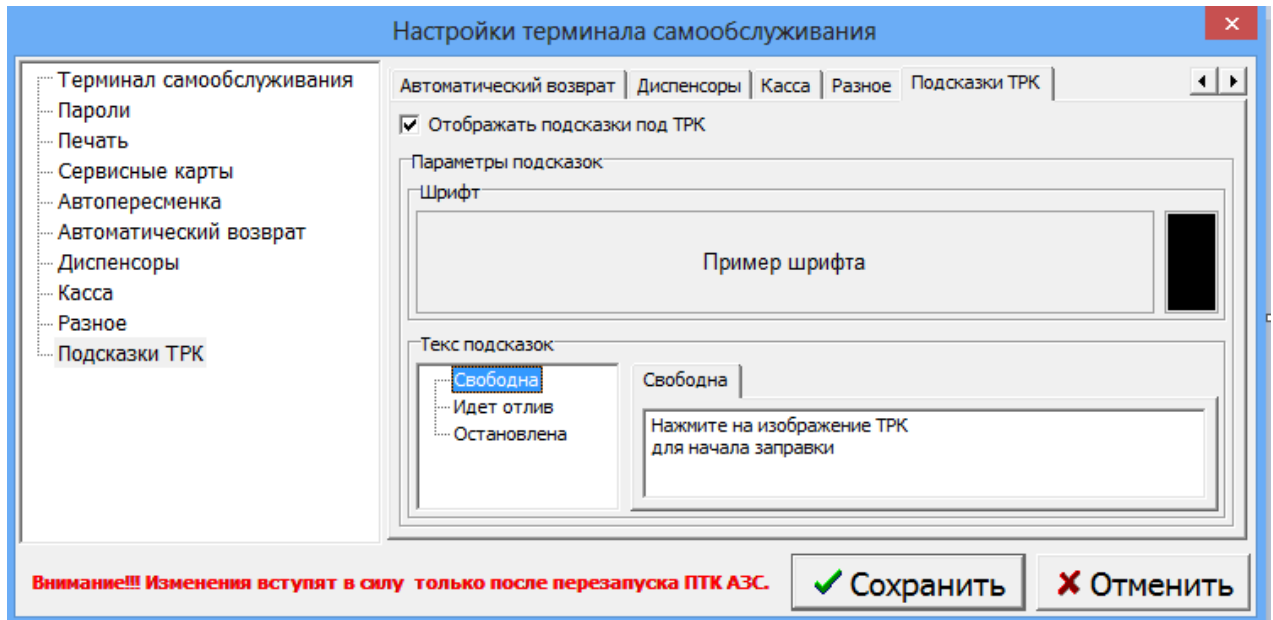 Настройки терминала самообслуживания
Терминал самообслуживания
Пароли
Печать
Сервисные карты
Автопересменка
Автоматический возврат
Диспенсоры
Касса
Разное
Подсказки ТРК
Автоматический возврат Диспенсоры Касса Разное Подсказки ТРК
Отображать подсказки под ТРК
Параметры подсказок
Шрифт
Пример шрифта
Текс подсказок
Свободна
Идет отлив
Остановлена
Свободна
Нажмите на изображение ТРК
для начала заправки
Внимание!!! Изменения вступят в силу только после перезапуска ПТК АЗС.
Сохранить
Отменить